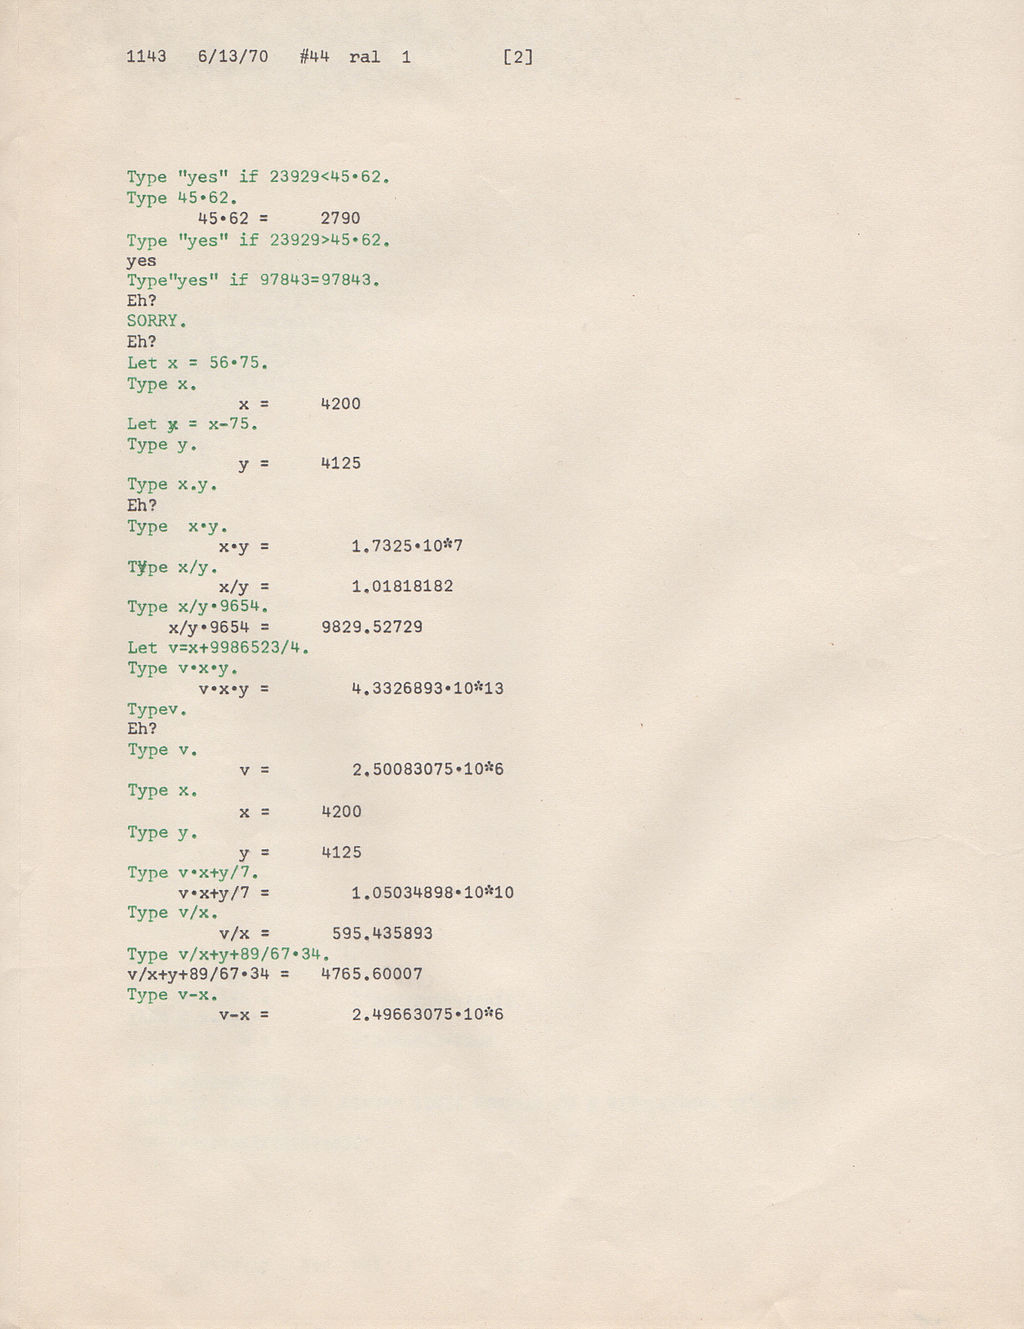 1143 6/13/70 #44 ral 1 [2]
Type "yes" if 23929<45•62.
Type 45•62.
45•62 = 2790
Type "yes" if 23929>45•62.
yes
Type"yes" if 97843=97843.
Eh?
SORRY.
Eh?
Let x = 56•75.
Type x.
x = 4200
Let y = x-75.
Type y.
y = 4125
Type x.y.
Eh?
Type x•y.
x•y = 1.7325•10*7
Type x/y.
x/y = 1.01818182
Type x/y•9654.
x/y•9654 = 9829.52729
Let v=x+9986523/4.
Type v•x•y.
v•x•y = 4.3326893•10*13
Typev.
Eh?
Type v.
v = 2.50083075•10*6
Type x.
x = 4200
Type y.
y = 4125
Type v•x+y/7.
v•x+y/7 = 1.05034898•10*10
Type v/x.
v/x = 595.435893
Type v/x+y+89/67•34.
v/x+y+89/67•34 = 4765.60007
Type v-x.
v-x = 2.49663075•10*6